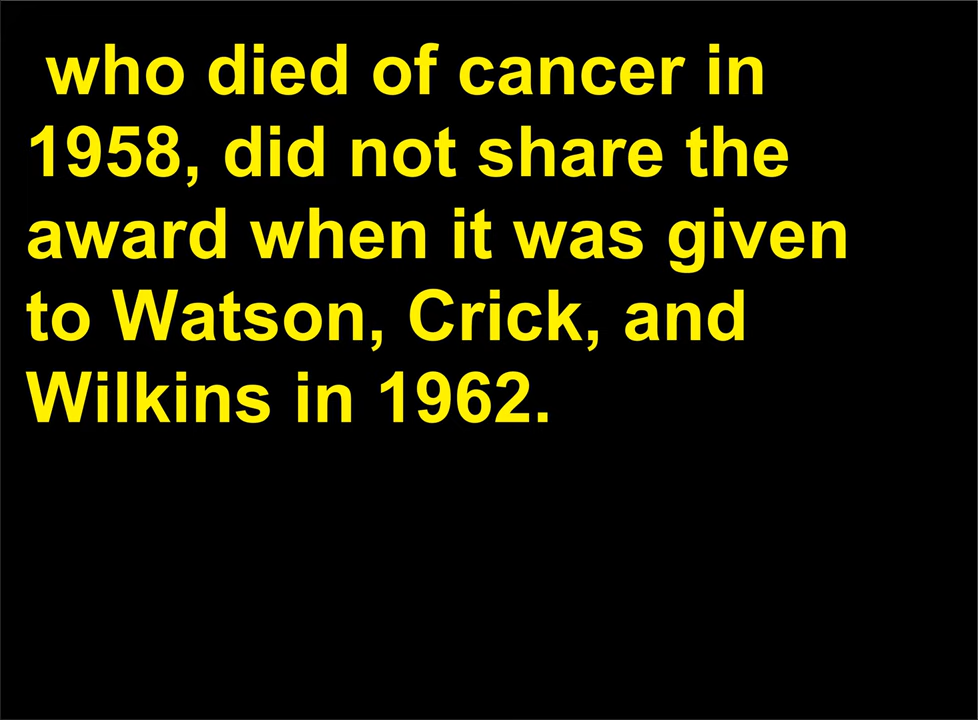 who died of cancer in
1958, did not share the
award when it was given
to Watson, Crick, and
Wilkins in 1962.